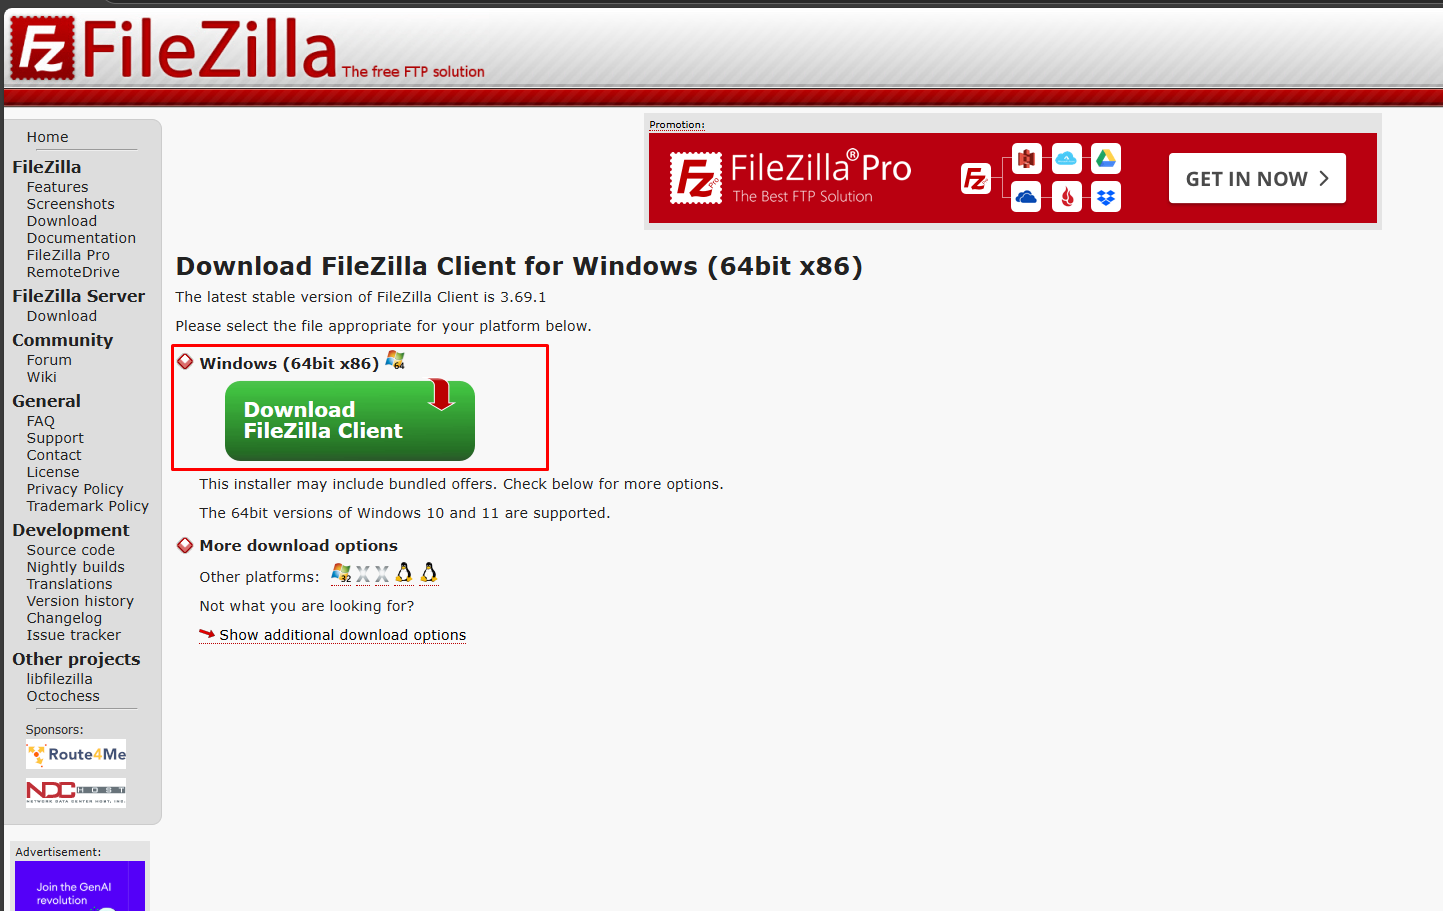 FileZilla The free FTP solution
Home
FileZilla
Features
Screenshots
Download
Documentation
FileZilla Pro
RemoteDrive
FileZilla Server
Download
Community
Forum
Wiki
General
FAQ
Support
Contact
License
Privacy Policy
Trademark Policy
Development
Source code
Nightly builds
Translations
Version history
Changelog
Issue tracker
Other projects
libfilezilla
Octochess
Sponsors:
Route4Me
NDC HOST
NETWORK DATA CENTER HOST, INC.
Advertisement:
Join the GenAI
revolution
Promotion:
FileZilla® Pro
The Best FTP Solution
GET IN NOW
Download FileZilla Client for Windows (64bit x86)
The latest stable version of FileZilla Client is 3.69.1
Please select the file appropriate for your platform below.
Windows (64bit x86) 64
Download
FileZilla Client
This installer may include bundled offers. Check below for more options.
The 64bit versions of Windows 10 and 11 are supported.
More download options
Other platforms: 32
Not what you are looking for?
Show additional download options